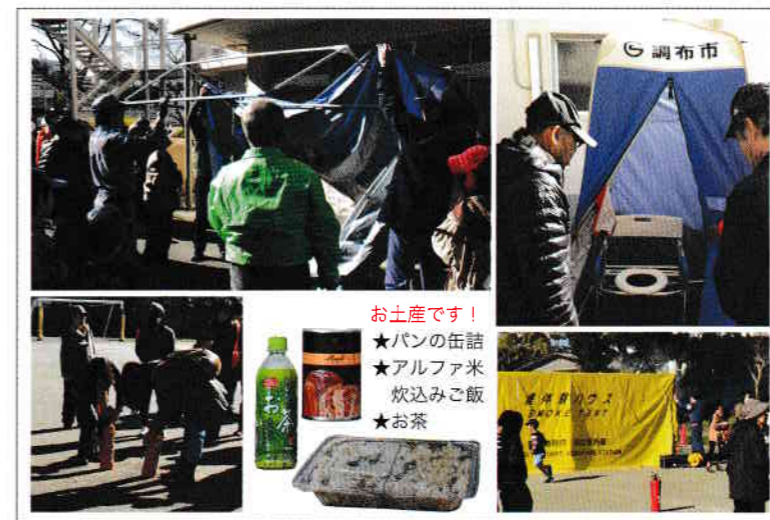 調布市
お土産です！
★パンの缶詰
★アルファ米
炊込みご飯
★お茶
お茶
煙体験ハウス
SMOKE TENT